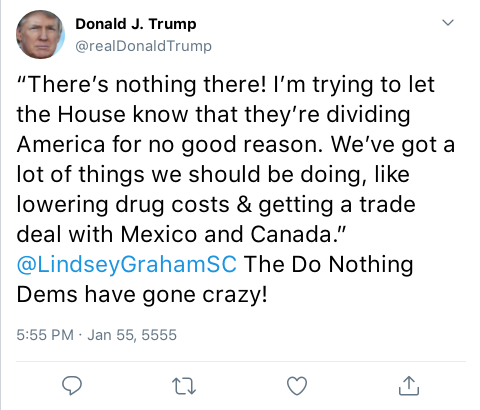 Donald J. Trump
@realDonaldTrump
“There’s nothing there! I’m trying to let
the House know that they’re dividing
America for no good reason. We’ve got a
lot of things we should be doing, like
lowering drug costs & getting a trade
deal with Mexico and Canada.”
@LindseyGrahamSC The Do Nothing
Dems have gone crazy!
5:55 PM · Jan 55, 5555